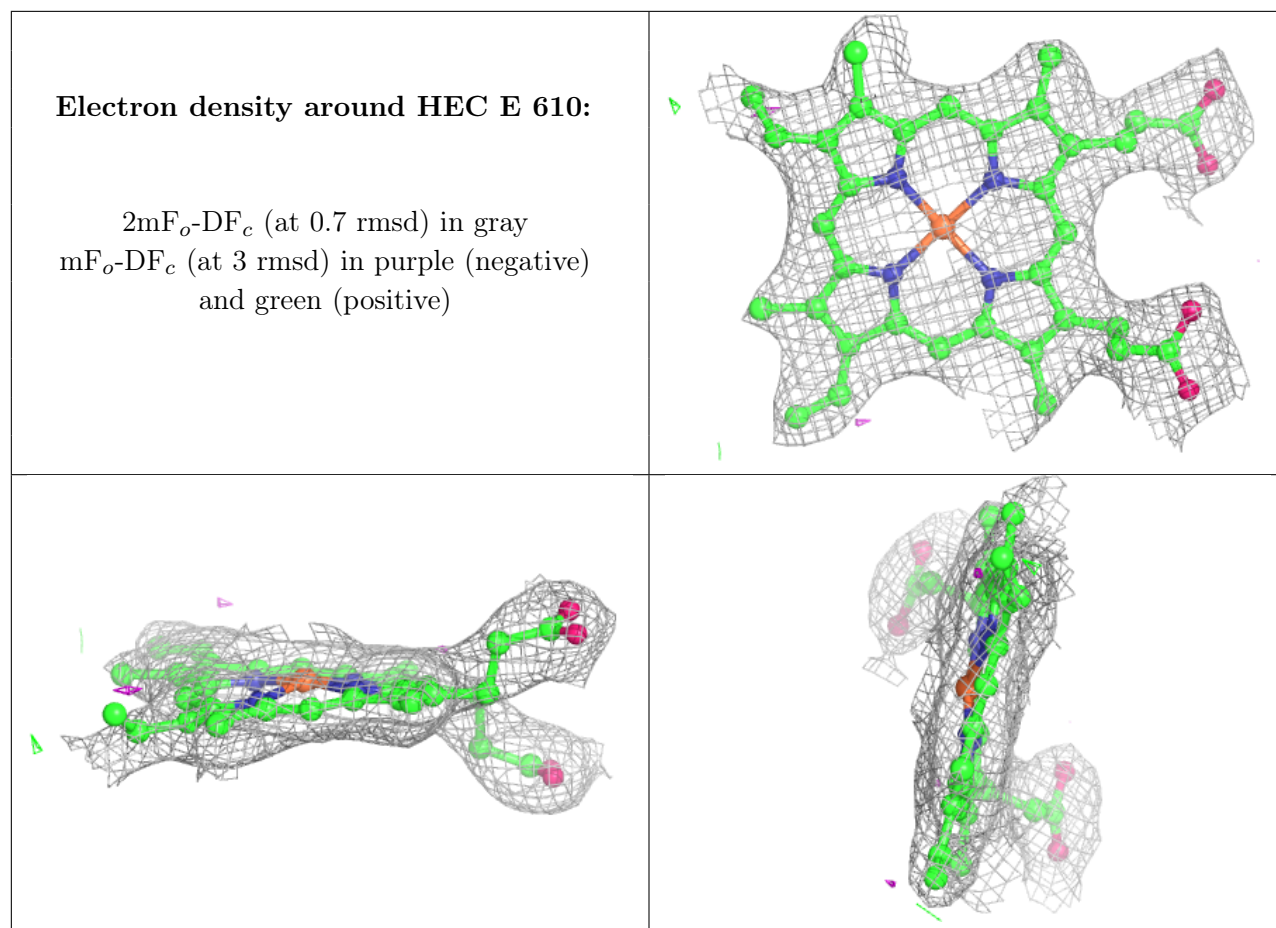 Electron density around HEC E 610:
2mFo-DFc (at 0.7 rmsd) in gray
mFo-DFc (at 3 rmsd) in purple (negative)
and green (positive)